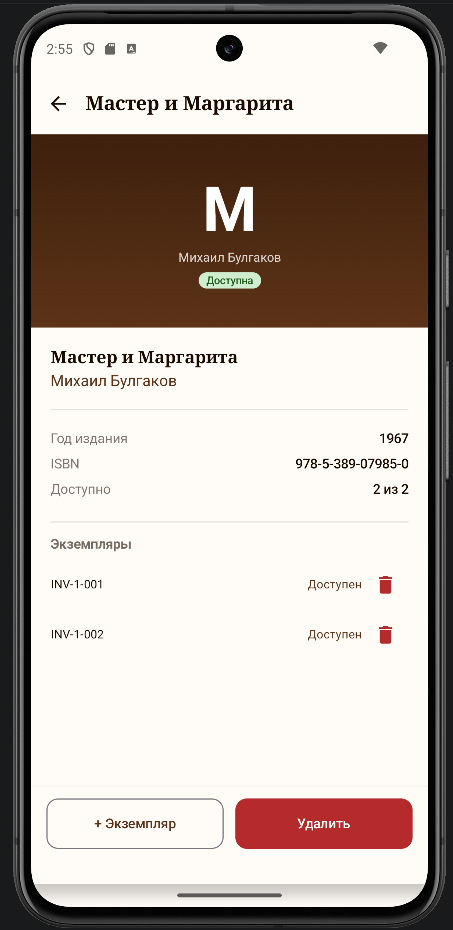 2:55
Мастер и Маргарита
М
Михаил Булгаков
Доступна
Мастер и Маргарита
Михаил Булгаков
Год издания 1967
ISBN 978-5-389-07985-0
Доступно 2 из 2
Экземпляры
INV-1-001 Доступен
INV-1-002 Доступен
+ Экземпляр Удалить